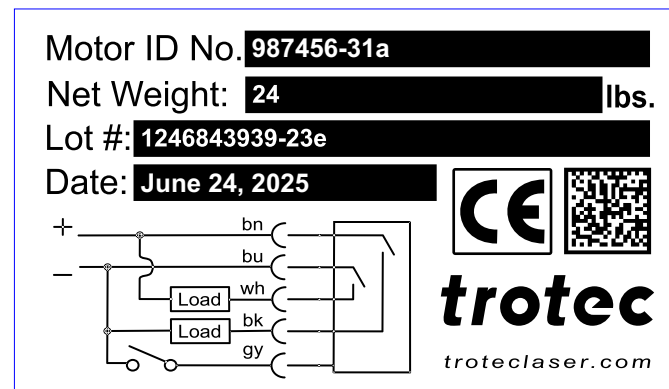 Motor ID No. 987456-31a
Net Weight: 24 lbs.
Lot #: 1246843939-23e
Date: June 24, 2025
CE
+
bn
−
bu
Load wh
Load bk
gy
trotec
troteclaser.com